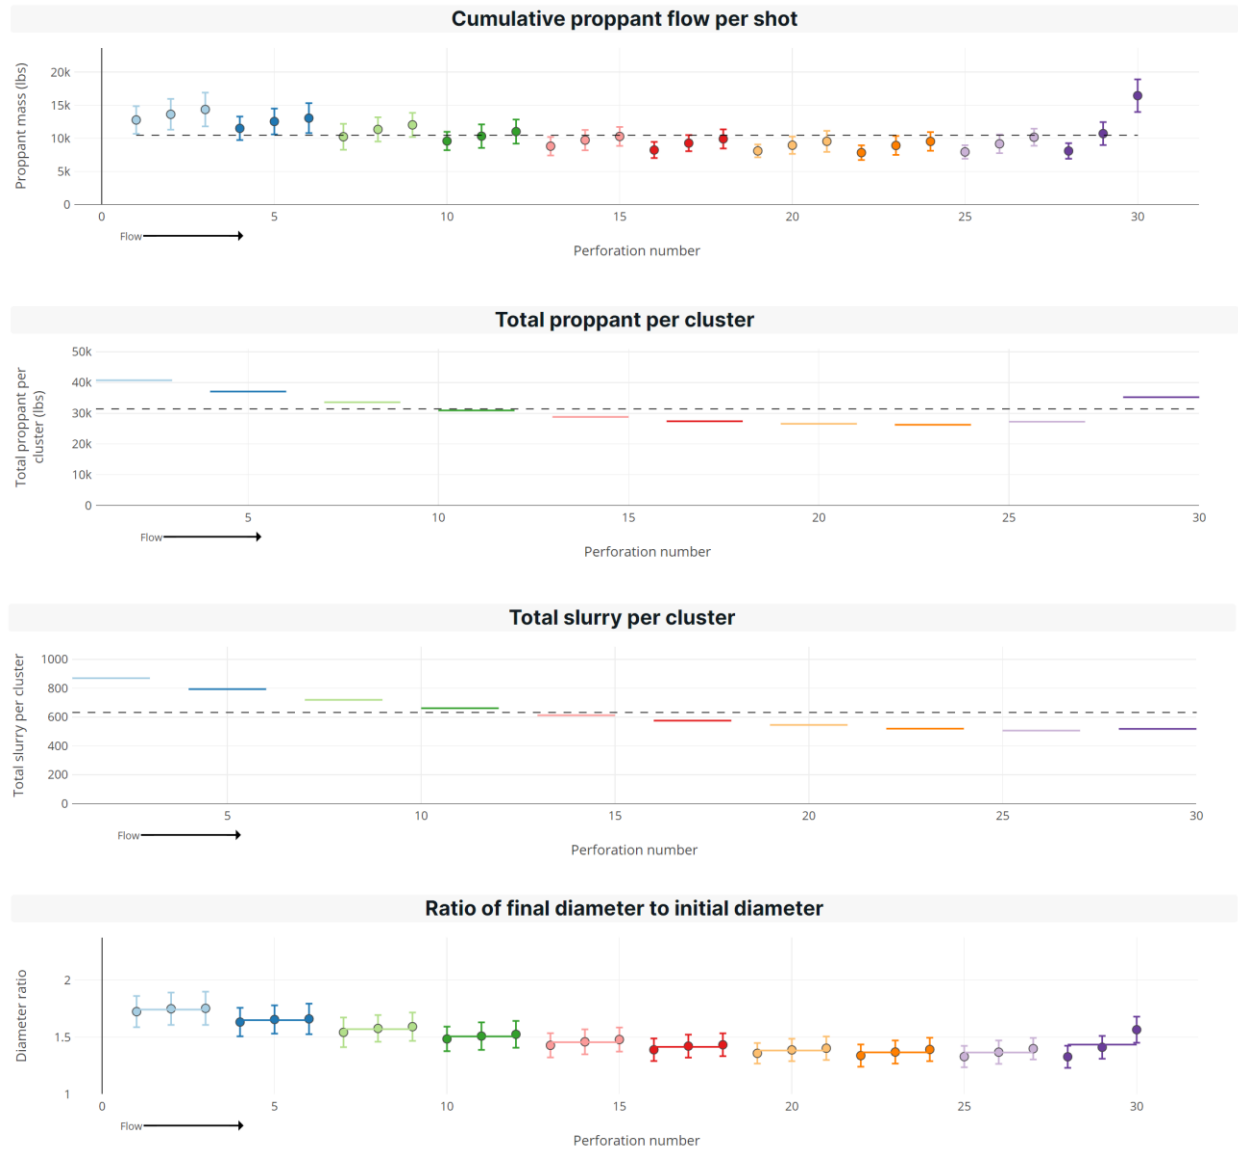 Cumulative proppant flow per shot
Proppant mass (lbs)
20k
15k
10k
5k
0
0 5 10 15 20 25 30
Flow
Perforation number
Total proppant per cluster
Total proppant per
cluster (lbs)
50k
40k
30k
20k
10k
0
5 10 15 20 25 30
Flow
Perforation number
Total slurry per cluster
Total slurry per cluster
1000
800
600
400
200
0
5 10 15 20 25 30
Flow
Perforation number
Ratio of final diameter to initial diameter
Diameter ratio
2
1.5
1
0 5 10 15 20 25 30
Flow
Perforation number